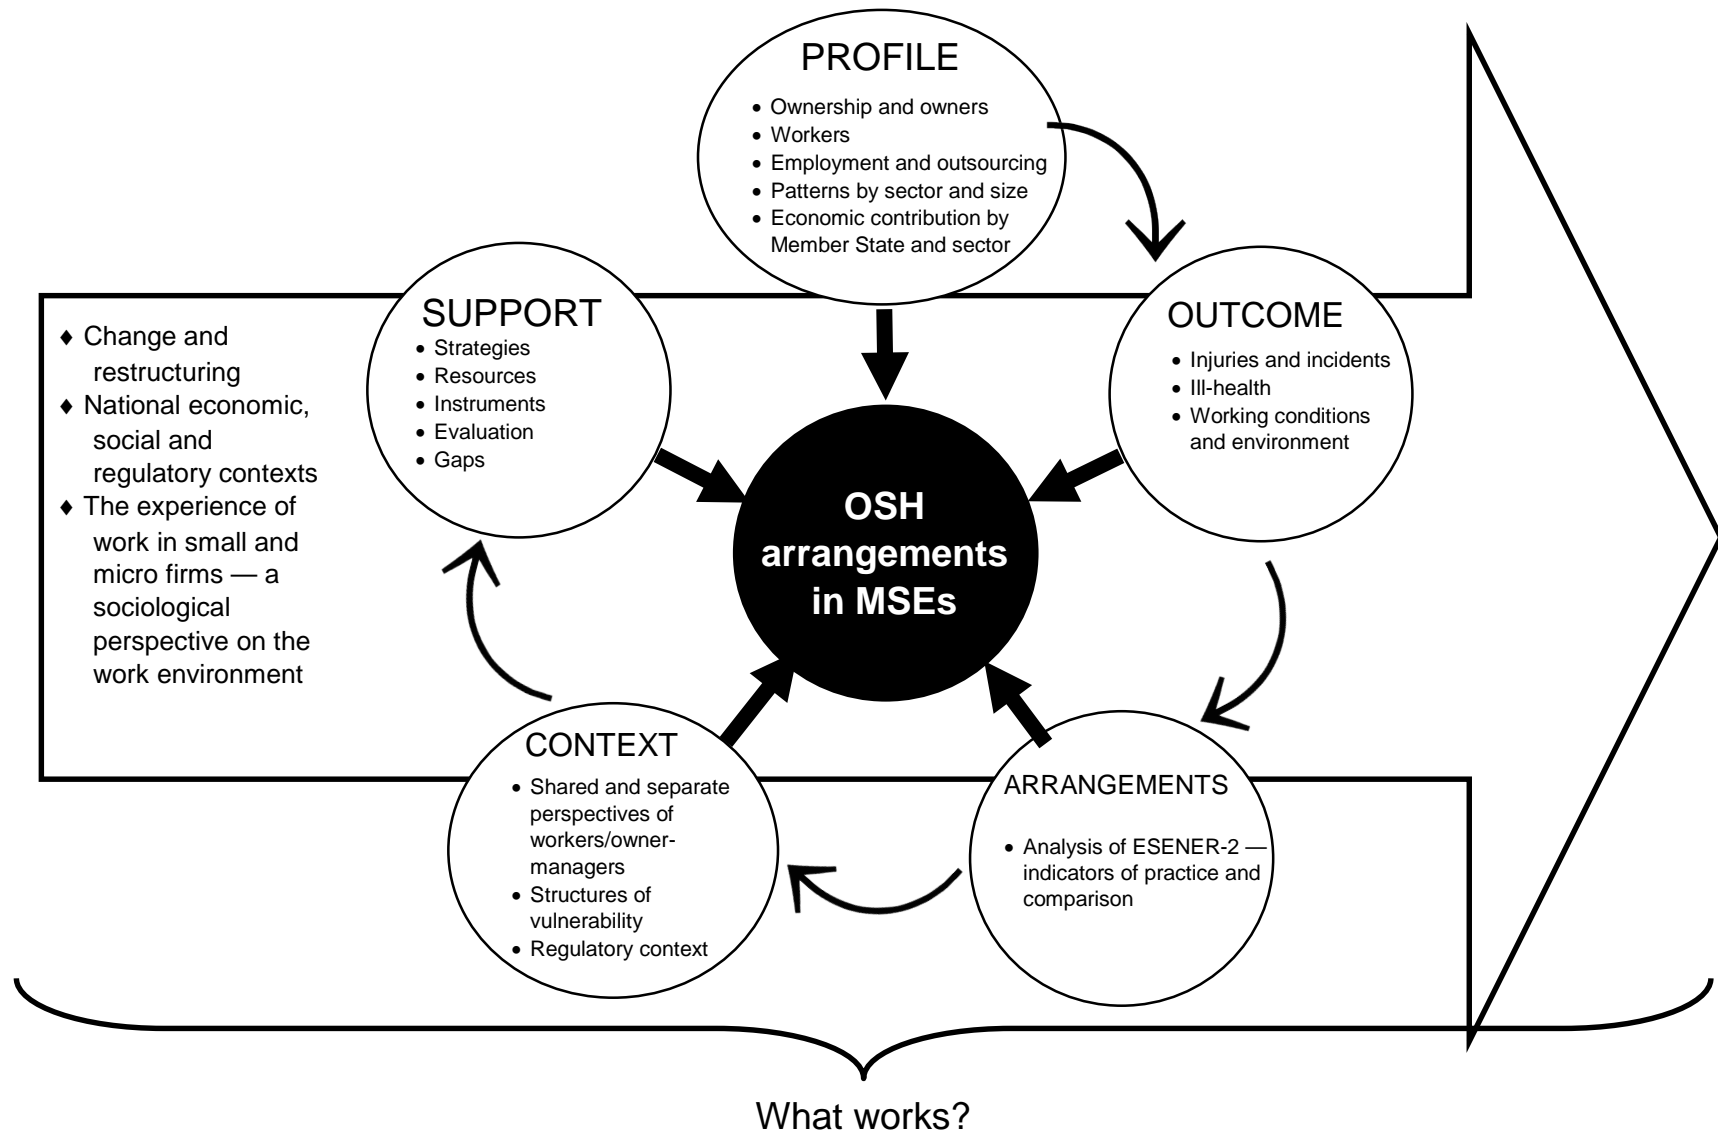 PROFILE
• Ownership and owners
• Workers
• Employment and outsourcing
• Patterns by sector and size
• Economic contribution by
Member State and sector
SUPPORT
• Strategies
• Resources
• Instruments
• Evaluation
• Gaps
OUTCOME
• Injuries and incidents
• Ill-health
• Working conditions
and environment
♦ Change and
restructuring
♦ National economic,
social and
regulatory contexts
♦ The experience of
work in small and
micro firms — a
sociological
perspective on the
work environment
OSH
arrangements
in MSEs
CONTEXT
• Shared and separate
perspectives of
workers/owner-
managers
• Structures of
vulnerability
• Regulatory context
ARRANGEMENTS
• Analysis of ESENER-2 —
indicators of practice and
comparison
What works?